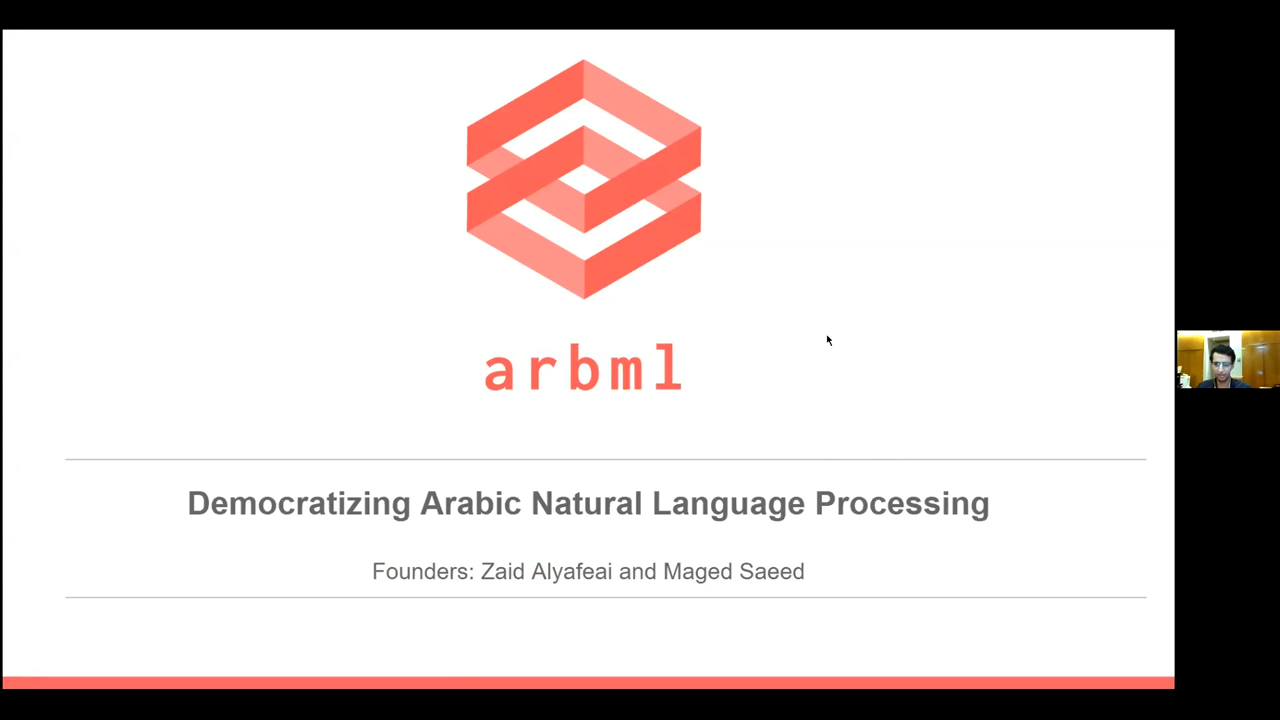 arbml
Democratizing Arabic Natural Language Processing
Founders: Zaid Alyafeai and Maged Saeed